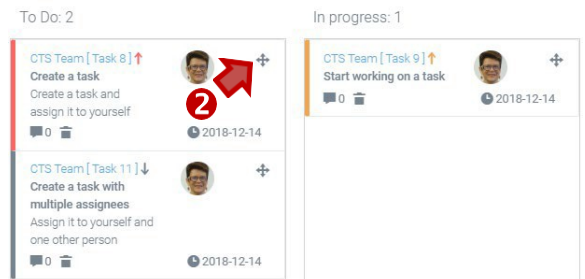 To Do: 2
CTS Team [ Task 8 ]
Create a task
Create a task and
assign it to yourself
0
2018-12-14
2
CTS Team [ Task 11 ]
Create a task with
multiple assignees
Assign it to yourself and
one other person
0
2018-12-14
In progress: 1
CTS Team [ Task 9 ]
Start working on a task
0
2018-12-14